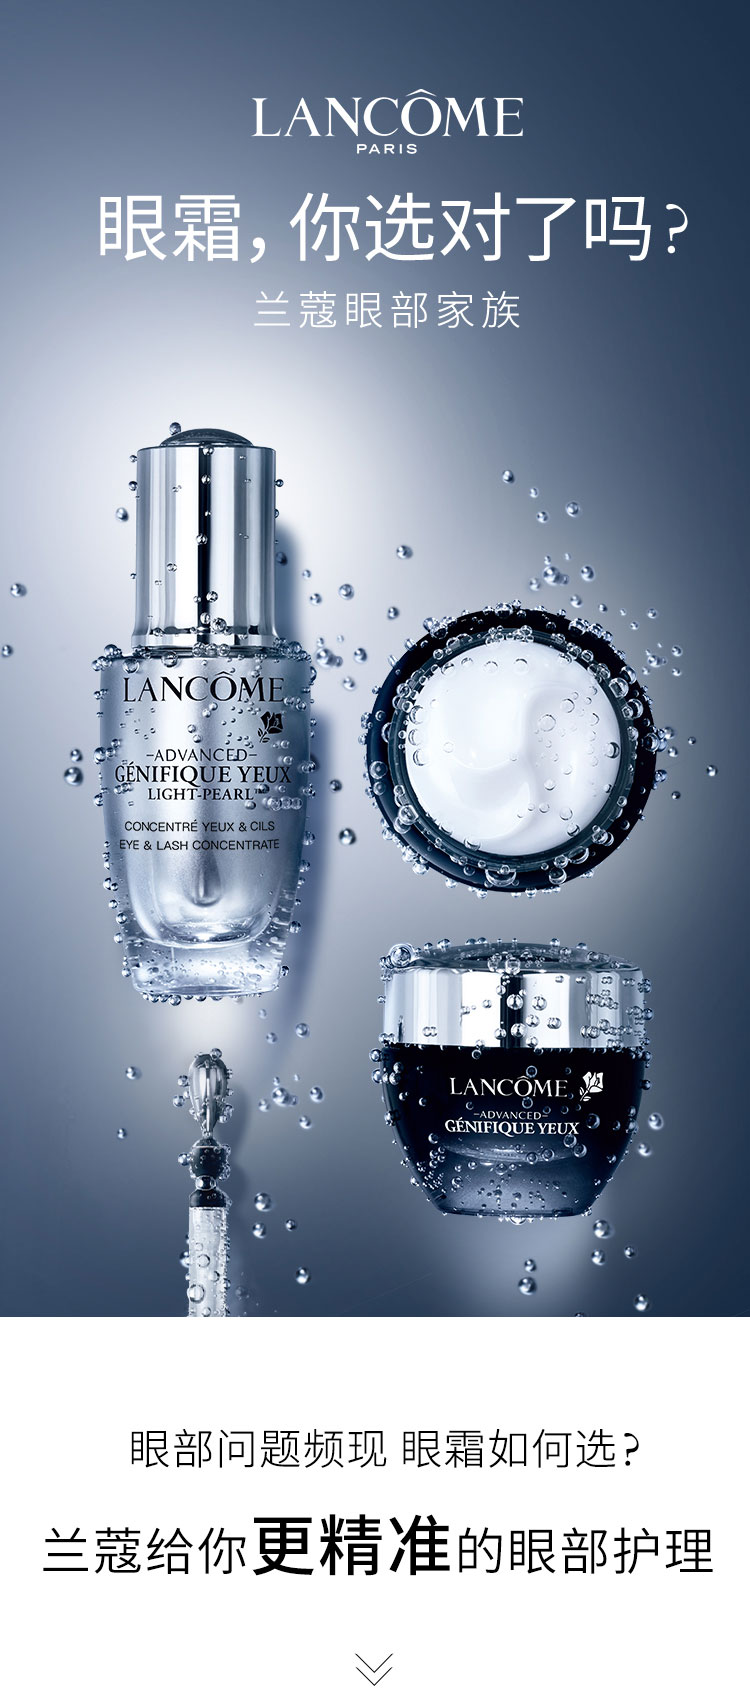 LANCÔME
PARIS
眼霜，你选对了吗？
兰蔻眼部家族
LANCÔME
-ADVANCED-
GÉNIFIQUE YEUX
LIGHT-PEARL™
CONCENTRÉ YEUX & CILS
EYE & LASH CONCENTRATE
LANCÔME
-ADVANCED-
GÉNIFIQUE YEUX
眼部问题频现 眼霜如何选？
兰蔻给你更精准的眼部护理